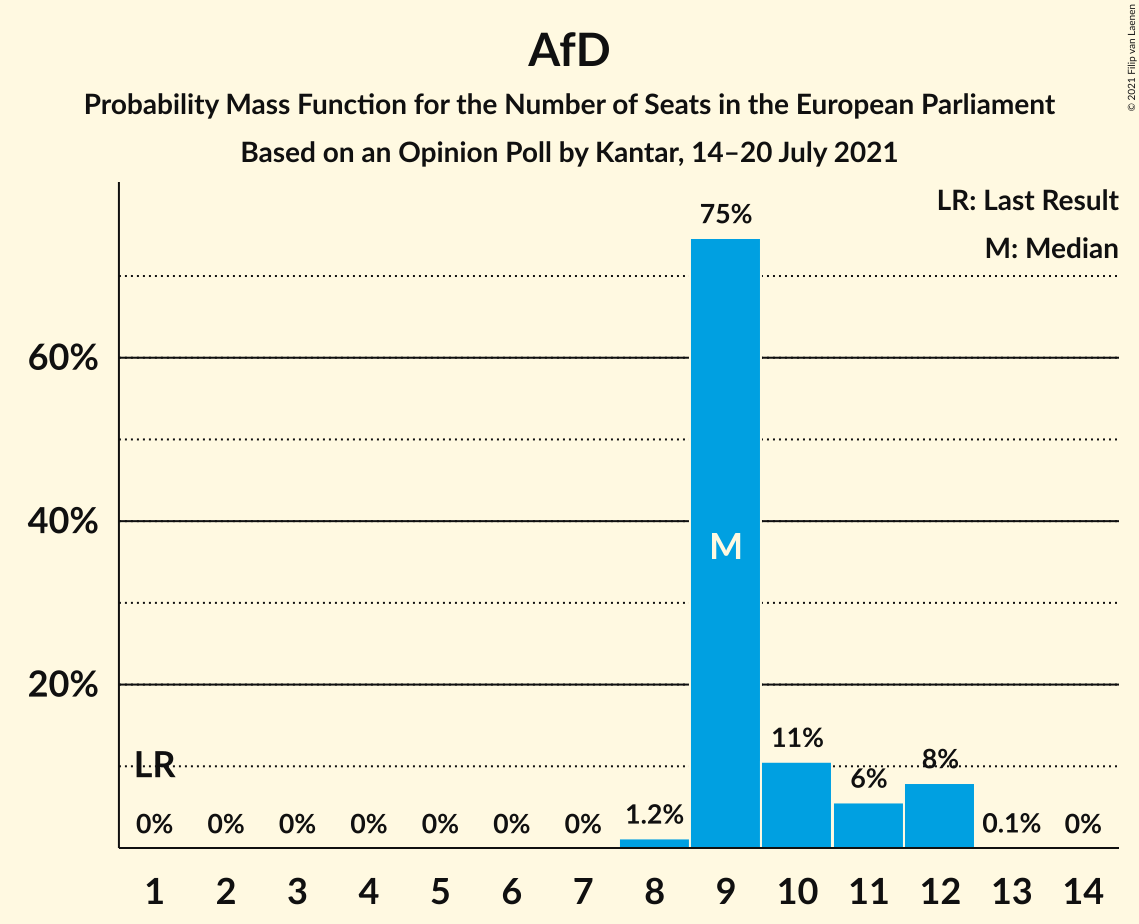 AfD
Probability Mass Function for the Number of Seats in the European Parliament
Based on an Opinion Poll by Kantar, 14–20 July 2021
© 2021 Filip van Laenen
LR: Last Result
M: Median
75%
60%
40%
M
20%
11%
8%
6%
LR
1.2%
0% 0% 0% 0% 0% 0% 0% 0.1% 0%
1 2 3 4 5 6 7 8 9 10 11 12 13 14